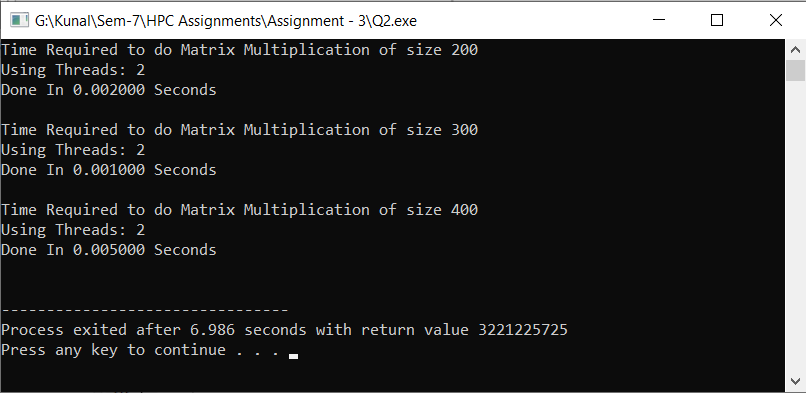 G:\Kunal\Sem-7\HPC Assignments\Assignment - 3\Q2.exe
Time Required to do Matrix Multiplication of size 200
Using Threads: 2
Done In 0.002000 Seconds
Time Required to do Matrix Multiplication of size 300
Using Threads: 2
Done In 0.001000 Seconds
Time Required to do Matrix Multiplication of size 400
Using Threads: 2
Done In 0.005000 Seconds
--------------------------------
Process exited after 6.986 seconds with return value 3221225725
Press any key to continue . . .